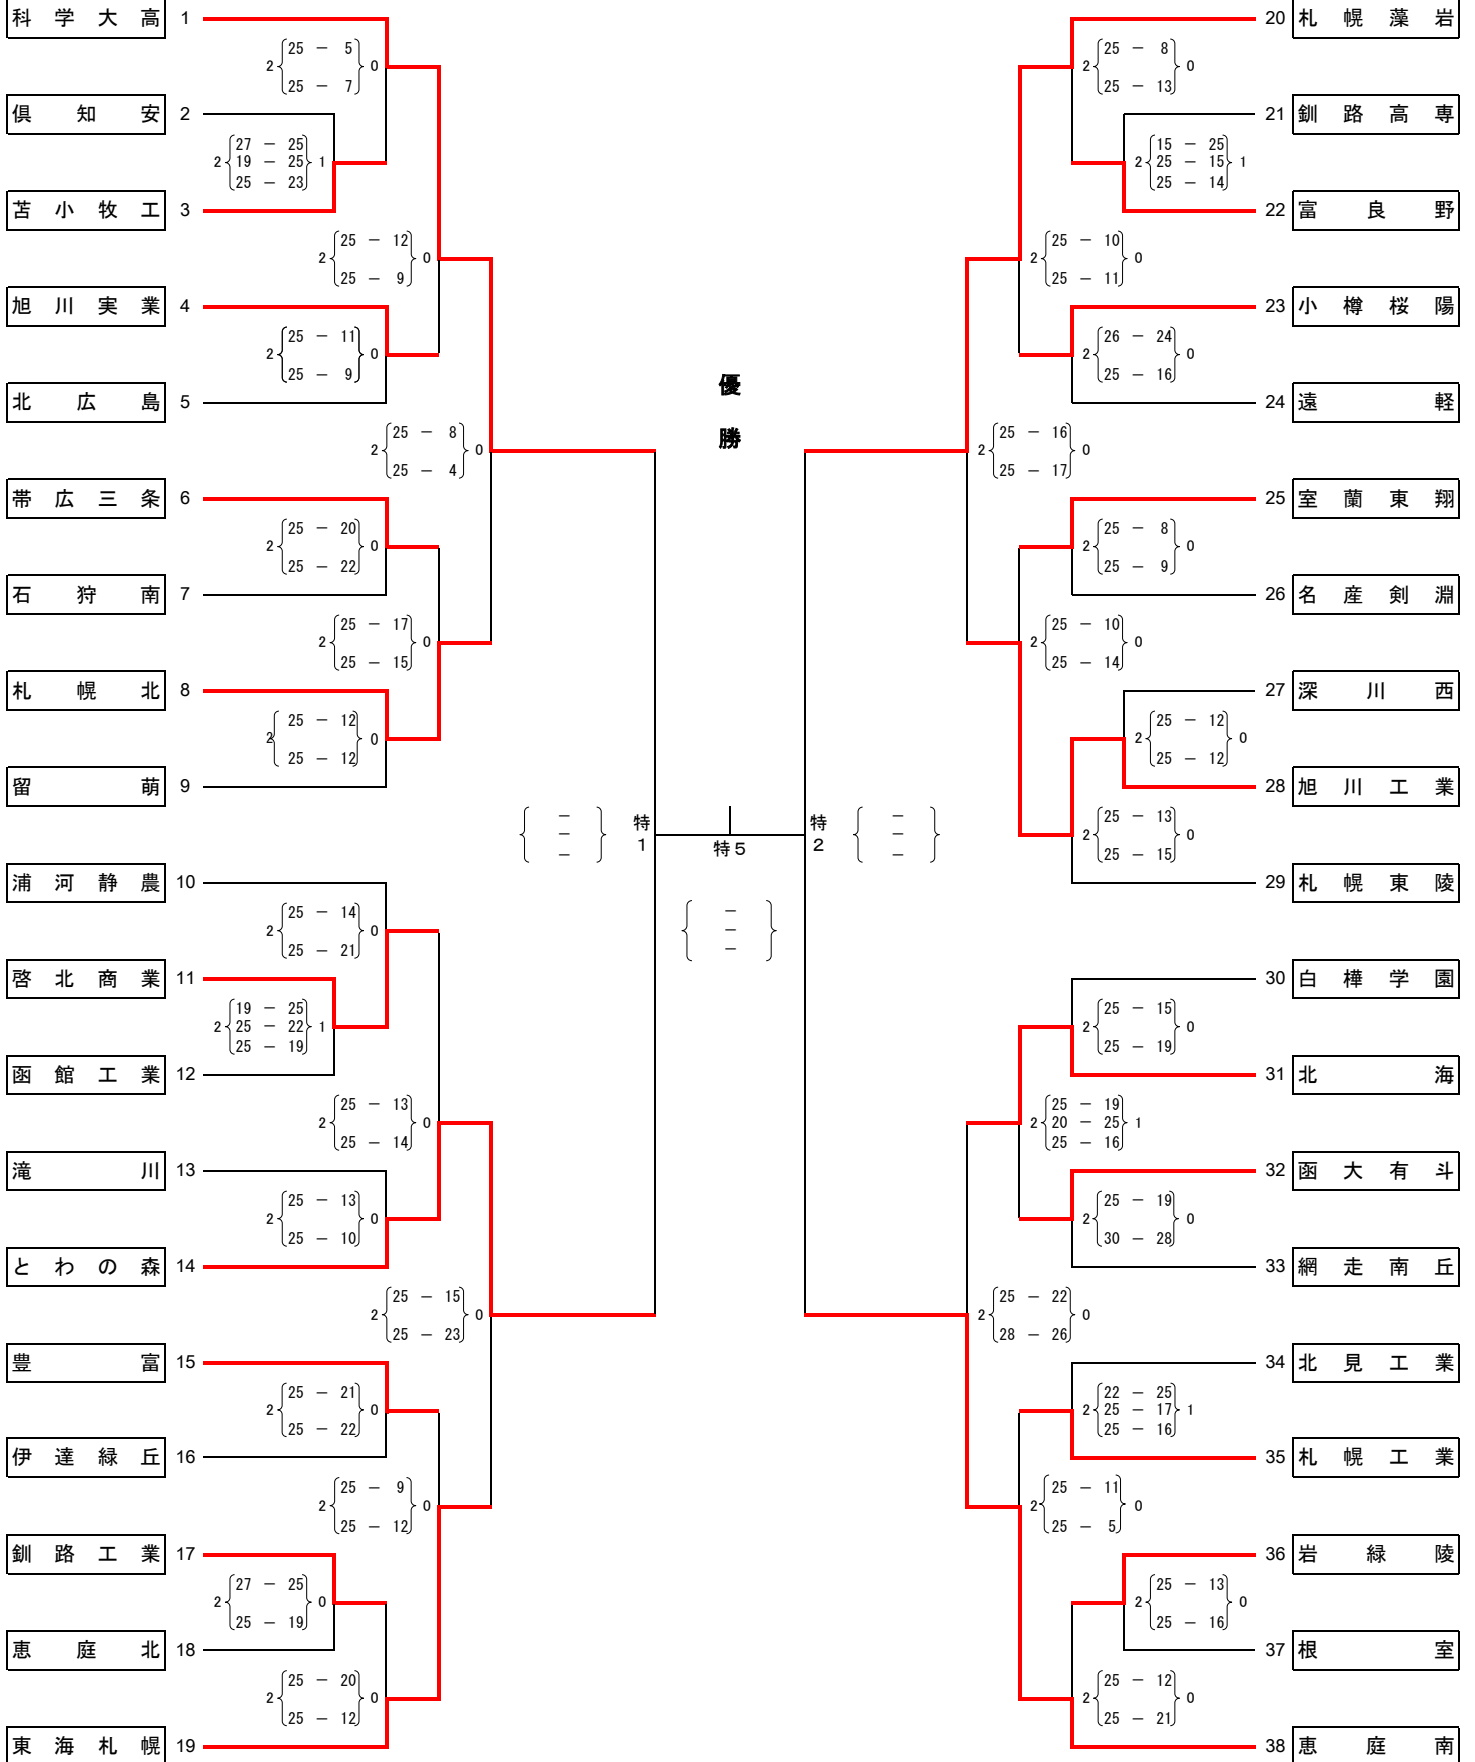 科学大高 1
2 25 － 5 0
25 － 7
倶知安 2
27 － 25
2 19 － 25 1
25 － 23
苫小牧工 3
25 － 12
2 0
25 － 9
旭川実業 4
25 － 11
2 0
25 － 9
北広島 5
25 － 8
2 0
25 － 4
帯広三条 6
25 － 20
2 0
25 － 22
石狩南 7
25 － 17
2 0
25 － 15
札幌北 8
25 － 12
2 0
25 － 12
留萌 9
浦河静農 10
25 － 14
2 0
25 － 21
啓北商業 11
19 － 25
2 25 － 22 1
25 － 19
函館工業 12
25 － 13
2 0
25 － 14
滝川 13
25 － 13
2 0
25 － 10
とわの森 14
25 － 15
2 0
25 － 23
豊富 15
25 － 21
2 0
25 － 22
伊達緑丘 16
25 － 9
2 0
25 － 12
釧路工業 17
27 － 25
2 0
25 － 19
恵庭北 18
25 － 20
2 0
25 － 12
東海札幌 19
優
勝
－
－
－
特
1
特5
特
2
－
－
－
－
－
－
20 札幌藻岩
25 － 8
2 0
25 － 13
21 釧路高専
15 － 25
2 25 － 15 1
25 － 14
22 富良野
25 － 10
2 0
25 － 11
23 小樽桜陽
26 － 24
2 0
25 － 16
24 遠軽
25 － 16
2 0
25 － 17
25 室蘭東翔
25 － 8
2 0
25 － 9
26 名産剣淵
25 － 10
2 0
25 － 14
27 深川西
25 － 12
2 0
25 － 12
28 旭川工業
25 － 13
2 0
25 － 15
29 札幌東陵
30 白樺学園
25 － 15
2 0
25 － 19
31 北海
25 － 19
2 20 － 25 1
25 － 16
32 函大有斗
25 － 19
2 0
30 － 28
33 網走南丘
25 － 22
2 0
28 － 26
34 北見工業
22 － 25
2 25 － 17 1
25 － 16
35 札幌工業
25 － 11
2 0
25 － 5
36 岩緑陵
25 － 13
2 0
25 － 16
37 根室
25 － 12
2 0
25 － 21
38 恵庭南